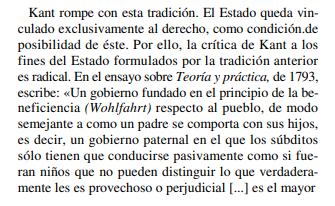 Kant rompe con esta tradición. El Estado queda vin-
culado exclusivamente al derecho, como condición.de
posibilidad de éste. Por ello, la crítica de Kant a los
fines del Estado formulados por la tradición anterior
es radical. En el ensayo sobre Teoría y práctica, de 1793,
escribe: «Un gobierno fundado en el principio de la be-
neficiencia (Wohlfahrt) respecto al pueblo, de modo
semejante a como un padre se comporta con sus hijos,
es decir, un gobierno paternal en el que los súbditos
sólo tienen que conducirse pasivamente como si fue-
ran niños que no pueden distinguir lo que verdadera-
mente les es provechoso o perjudicial [...] es el mayor